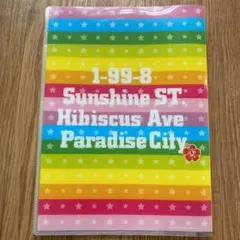 1-99-8
Sunshine ST.
Hibiscus Ave
Paradise City